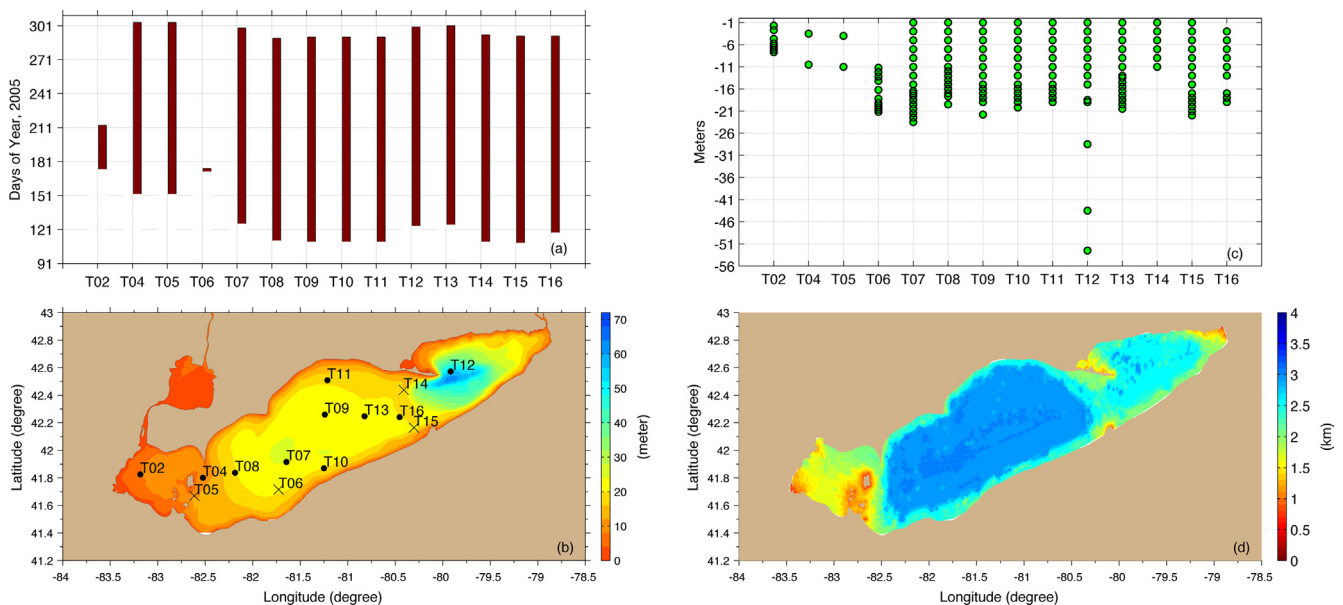 Days of Year, 2005
301
271
241
211
181
151
121
91
T02 T04 T05 T06 T07 T08 T09 T10 T11 T12 T13 T14 T15 T16
(a)
Meters
-1
-6
-11
-16
-21
-26
-31
-36
-41
-46
-51
-56
T02 T04 T05 T06 T07 T08 T09 T10 T11 T12 T13 T14 T15 T16
(c)
Latitude (degree)
43
42.8
42.6
42.4
42.2
42
41.8
41.6
41.4
41.2
-84 -83.5 -83 -82.5 -82 -81.5 -81 -80.5 -80 -79.5 -79 -78.5
Longitude (degree)
T12
T11
T14
T09
T13
T16
T15
T07
T10
T02
T04
T08
T05
T06
(b)
70
60
50
40
30
20
10
0
(meter)
Latitude (degree)
43
42.8
42.6
42.4
42.2
42
41.8
41.6
41.4
41.2
-84 -83.5 -83 -82.5 -82 -81.5 -81 -80.5 -80 -79.5 -79 -78.5
Longitude (degree)
(d)
4
3.5
3
2.5
2
1.5
1
0.5
0
(km)